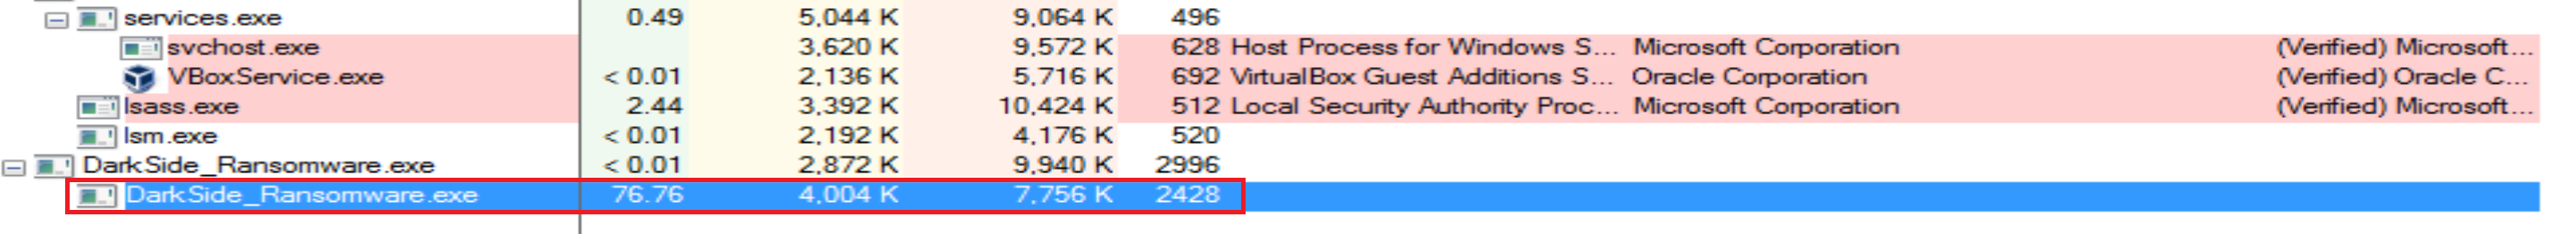 services.exe 0.49 5,044 K 9,064 K 496
svchost.exe 3,620 K 9,572 K 628 Host Process for Windows S... Microsoft Corporation (Verified) Microsoft...
VBoxService.exe < 0.01 2,136 K 5,716 K 692 VirtualBox Guest Additions S... Oracle Corporation (Verified) Oracle C...
lsass.exe 2.44 3,392 K 10,424 K 512 Local Security Authority Proc... Microsoft Corporation (Verified) Microsoft...
lsm.exe < 0.01 2,192 K 4,176 K 520
DarkSide_Ransomware.exe < 0.01 2,872 K 9,940 K 2996
DarkSide_Ransomware.exe 76.76 4,004 K 7,756 K 2428